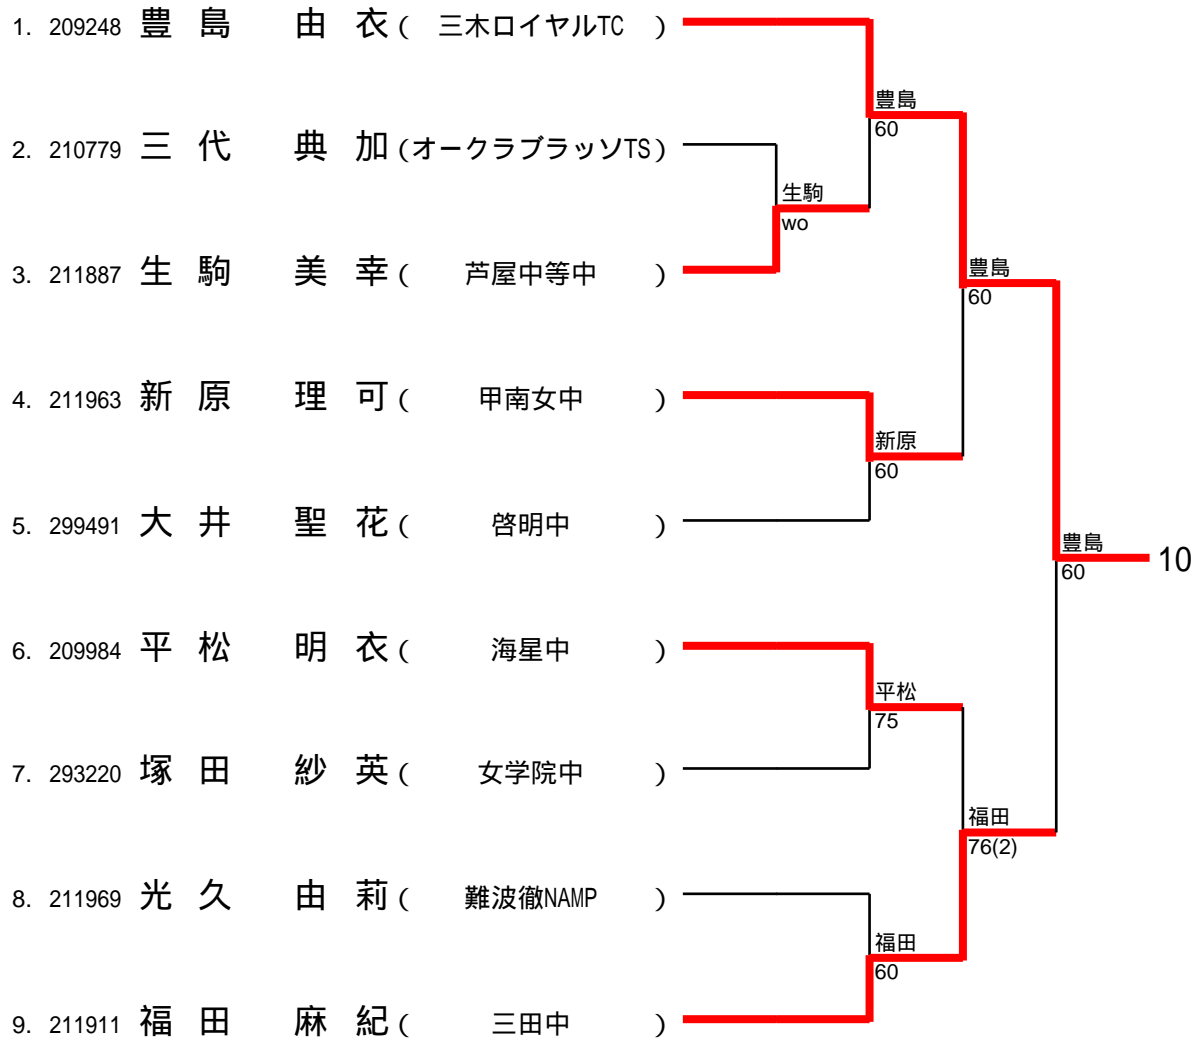 1. 209248 豊島 由衣 ( 三木ロイヤルTC )
豊島
60
2. 210779 三代 典加 (オークラブラッソTS)
生駒
wo
3. 211887 生駒 美幸 ( 芦屋中等中 )
豊島
60
4. 211963 新原 理可 ( 甲南女中 )
新原
60
5. 299491 大井 聖花 ( 啓明中 )
豊島
60
10
6. 209984 平松 明衣 ( 海星中 )
平松
75
7. 293220 塚田 紗英 ( 女学院中 )
福田
76(2)
8. 211969 光久 由莉 ( 難波徹NAMP )
福田
60
9. 211911 福田 麻紀 ( 三田中 )